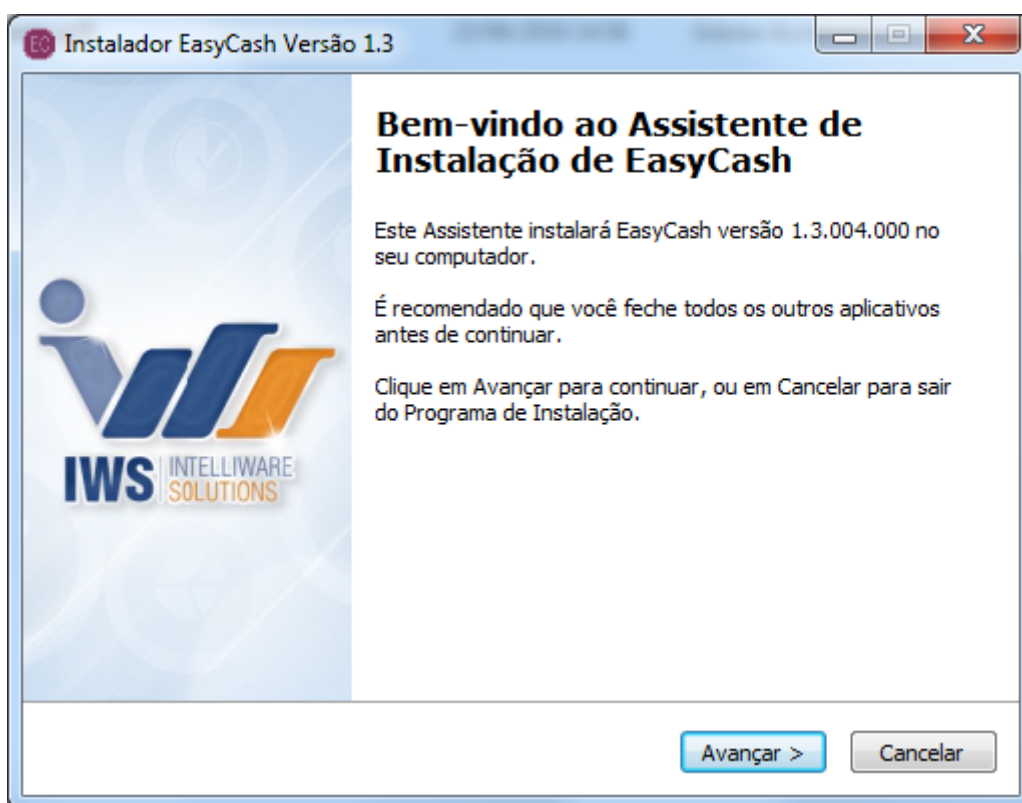 EC Instalador EasyCash Versão 1.3
Bem-vindo ao Assistente de
Instalação de EasyCash
Este Assistente instalará EasyCash versão 1.3.004.000 no
seu computador.
É recomendado que você feche todos os outros aplicativos
antes de continuar.
Clique em Avançar para continuar, ou em Cancelar para sair
do Programa de Instalação.
IWS INTELLIWARE
SOLUTIONS
Avançar > Cancelar